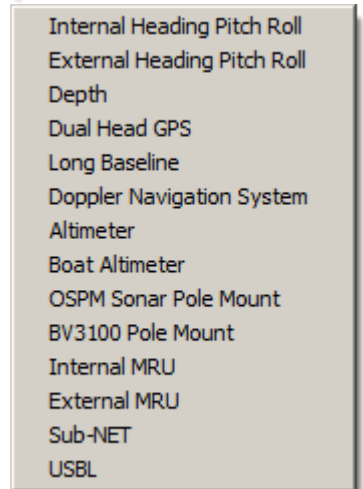 Internal Heading Pitch Roll
External Heading Pitch Roll
Depth
Dual Head GPS
Long Baseline
Doppler Navigation System
Altimeter
Boat Altimeter
OSPM Sonar Pole Mount
BV3100 Pole Mount
Internal MRU
External MRU
Sub-NET
USBL